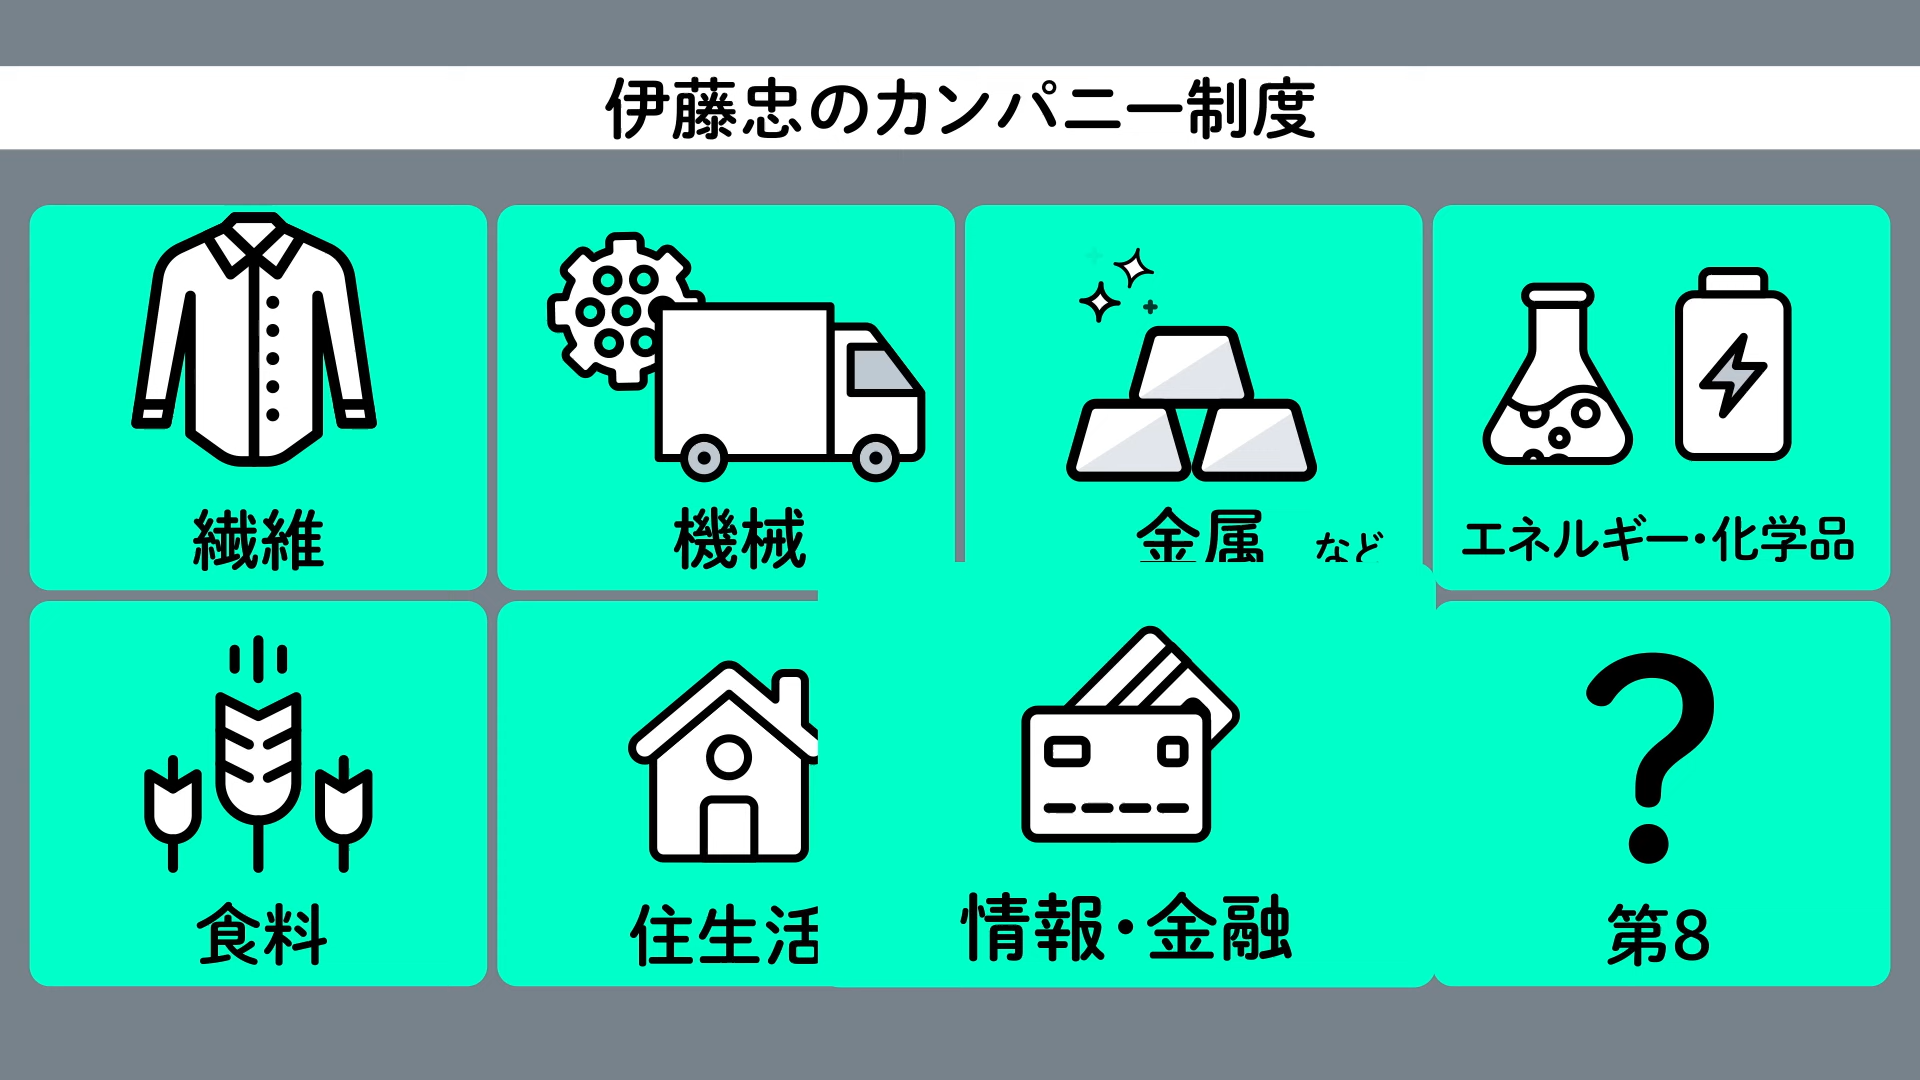 伊藤忠のカンパニー制度
繊維
機械
金属 など
エネルギー・化学品
食料
住生活
情報・金融
第8